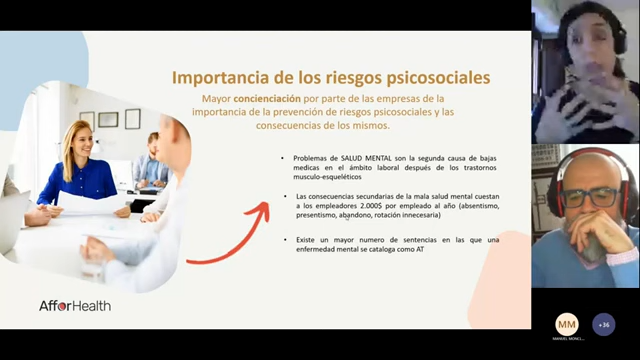 Importancia de los riesgos psicosociales
Mayor concienciación por parte de las empresas de la
importancia de la prevención de riesgos psicosociales y las
consecuencias de los mismos.
• Problemas de SALUD MENTAL son la segunda causa de bajas
medicas en el ámbito laboral después de los trastornos
musculo-esqueléticos
• Las consecuencias secundarias de la mala salud mental cuestan
a los empleadores 2.000$ por empleado al año (absentismo,
presentismo, abandono, rotación innecesaria)
• Existe un mayor numero de sentencias en las que una
enfermedad mental se cataloga como AT
AfforHealth
MM
+36
MANUEL MONCL...